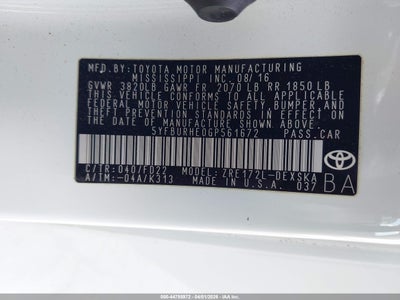 MFD. BY: TOYOTA MOTOR MANUFACTURING
MISSISSIPPI INC. 08/16
GVWR 3820LB GAWR FR 2070 LB RR 1850 LB
THIS VEHICLE CONFORMS TO ALL APPLICABLE
FEDERAL MOTOR VEHICLE SAFETY, BUMPER, AND
THEFT PREVENTION STANDARDS IN EFFECT ON
THE DATE OF MANUFACTURE SHOWN ABOVE.
5YFBURHE0GP561672 PASS.CAR
C/TR: 040/FD22 ZRE172L-DEXSKA
A/TM: -04A/K313 MADE IN U.S.A. 037
TOYOTA
BA